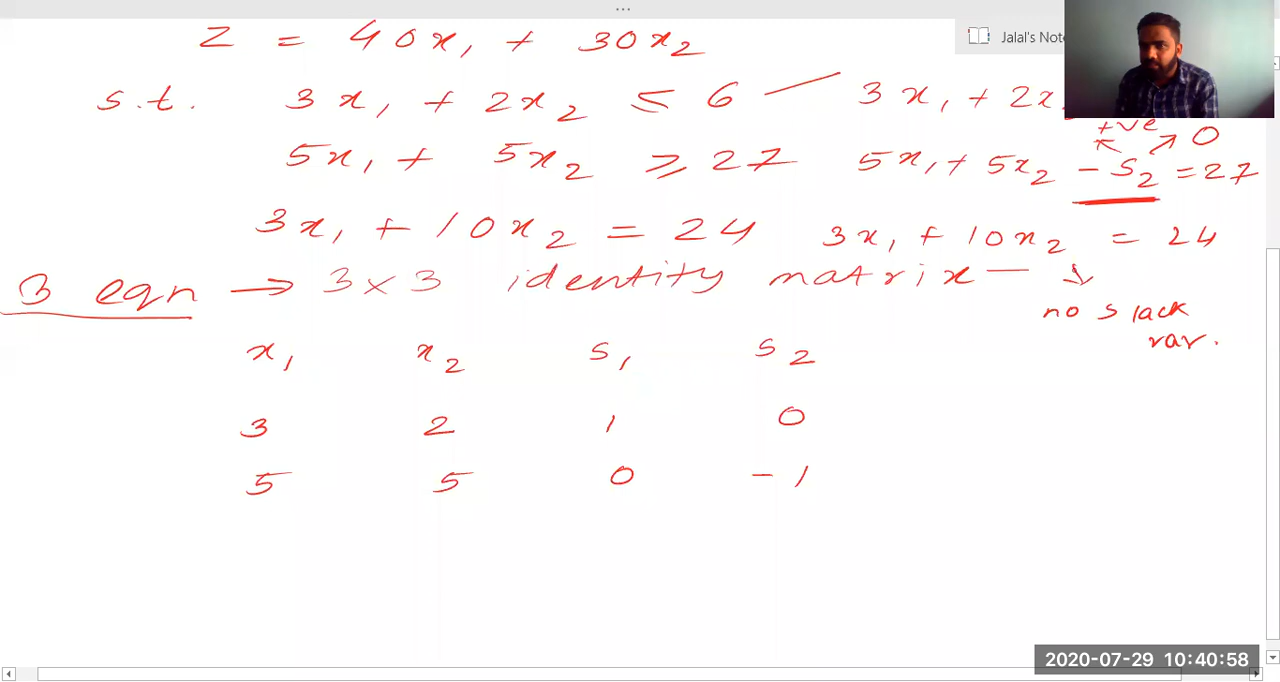 Z = 40x₁ + 30x₂
Jalal's Note
s.t. 3x₁ + 2x₂ ≤ 6 — 3x₁ + 2x
+ve 0
5x₁ + 5x₂ ≥ 27 5x₁ + 5x₂ - S₂ = 27
3x₁ + 10x₂ = 24 3x₁ + 10x₂ = 24
3 eqn → 3×3 identity matrix —
no slack
var.
x₁ x₂ s₁ s₂
3 2 1 0
5 5 0 -1
2020-07-29 10:40:58